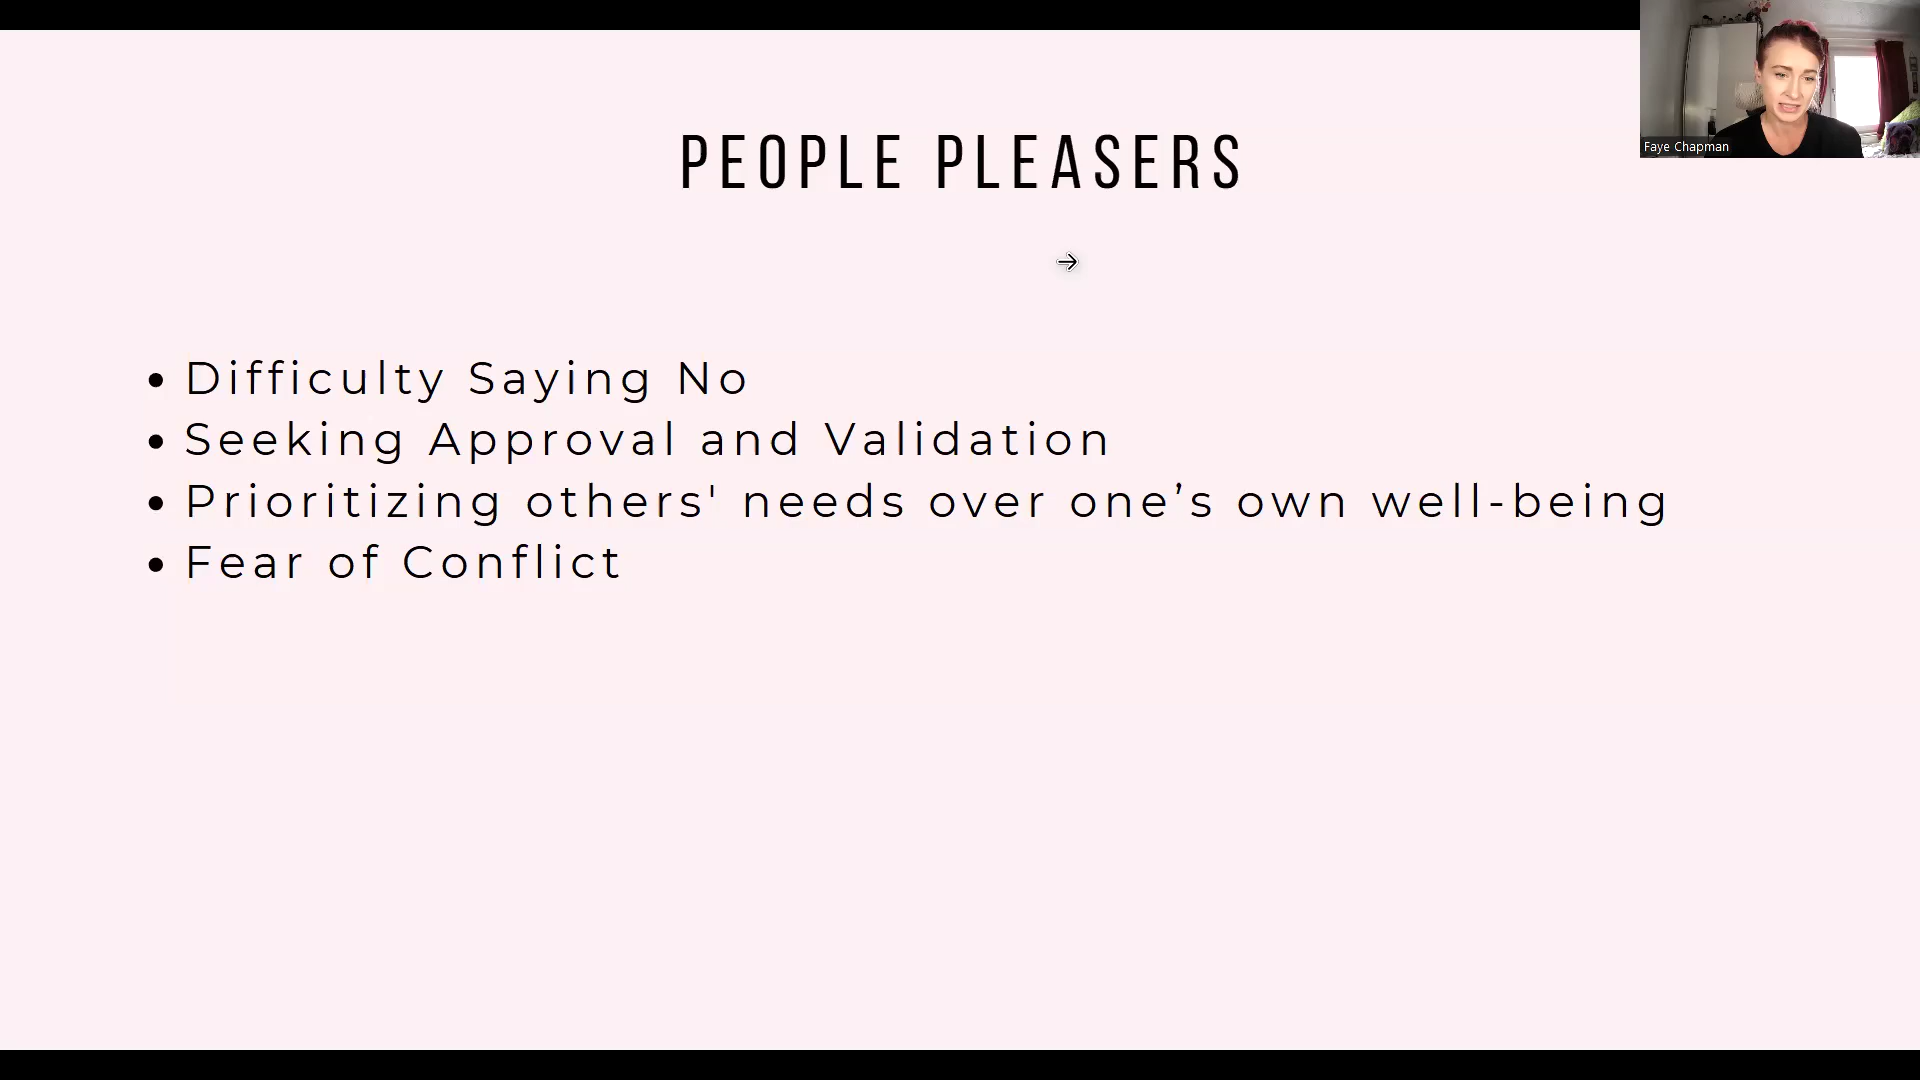 PEOPLE PLEASERS
Faye Chapman
• Difficulty Saying No
• Seeking Approval and Validation
• Prioritizing others' needs over one’s own well-being
• Fear of Conflict